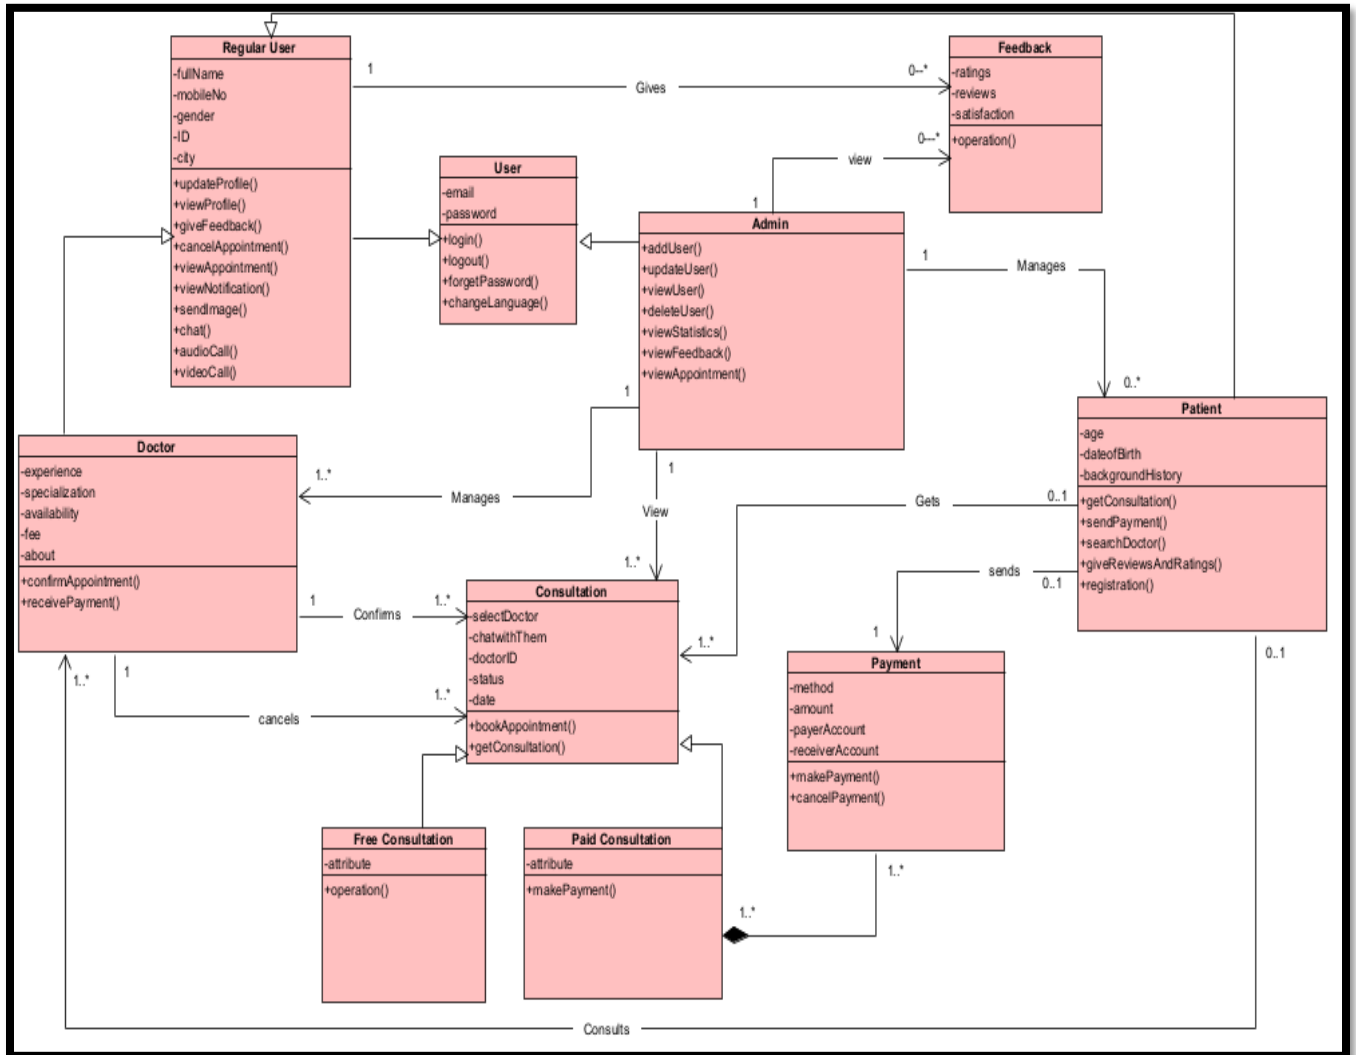 Regular User
-fullName
-mobileNo
-gender
-ID
-city
+updateProfile()
+viewProfile()
+giveFeedback()
+cancelAppointment()
+viewAppointment()
+viewNotification()
+sendImage()
+chat()
+audioCall()
+videoCall()
1
Gives
0--*
Feedback
-ratings
-reviews
-satisfaction
+operation()
0---*
view
1
User
-email
-password
+login()
+logout()
+forgetPassword()
+changeLanguage()
Admin
+addUser()
+updateUser()
+viewUser()
+deleteUser()
+viewStatistics()
+viewFeedback()
+viewAppointment()
1
Manages
0..*
1
Manages
1..*
1
View
1..*
Doctor
-experience
-specialization
-availability
-fee
-about
+confirmAppointment()
+receivePayment()
1
Confirms
1..*
1
cancels
1..*
1..*
Patient
-age
-dateofBirth
-backgroundHistory
+getConsultation()
+sendPayment()
+searchDoctor()
+giveReviewsAndRatings()
+registration()
0..1
Gets
1..*
0..1
sends
1
0..1
Consultation
-selectDoctor
-chatwithThem
-doctorID
-status
-date
+bookAppointment()
+getConsultation()
Payment
-method
-amount
-payerAccount
-receiverAccount
+makePayment()
+cancelPayment()
1..*
1..*
Free Consultation
-attribute
+operation()
Paid Consultation
-attribute
+makePayment()
Consults